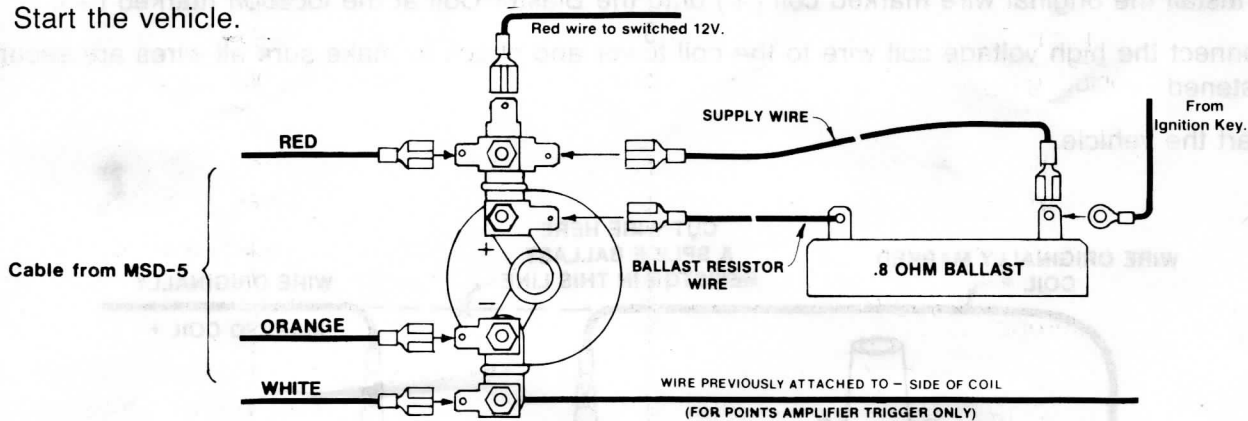 Start the vehicle.
Red wire to switched 12V.
From
Ignition Key.
SUPPLY WIRE
RED
Cable from MSD-5
BALLAST RESISTOR
WIRE
.8 OHM BALLAST
ORANGE
WHITE
WIRE PREVIOUSLY ATTACHED TO – SIDE OF COIL
(FOR POINTS AMPLIFIER TRIGGER ONLY)
+
–